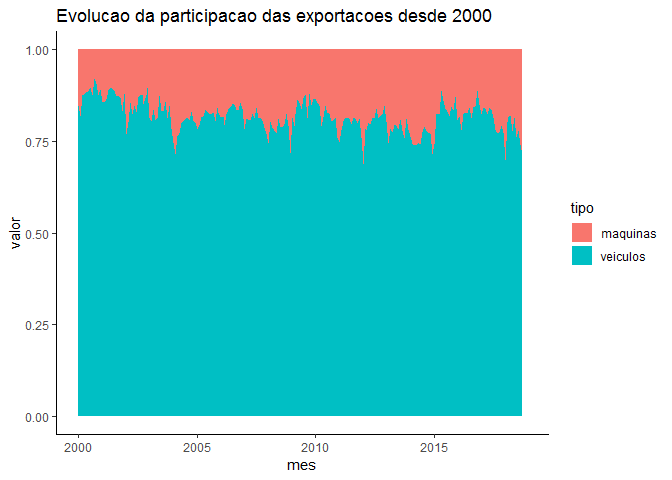 Evolucao da participacao das exportacoes desde 2000
1.00
0.75
0.50
0.25
0.00
valor
2000
2005
2010
2015
mes
tipo
maquinas
veiculos